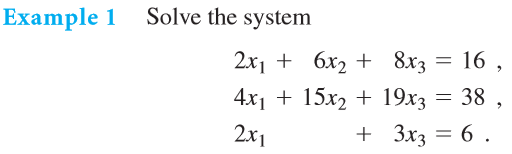 Example 1 Solve the system
2x₁ + 6x₂ + 8x₃ = 16 ,
4x₁ + 15x₂ + 19x₃ = 38 ,
2x₁ + 3x₃ = 6 .